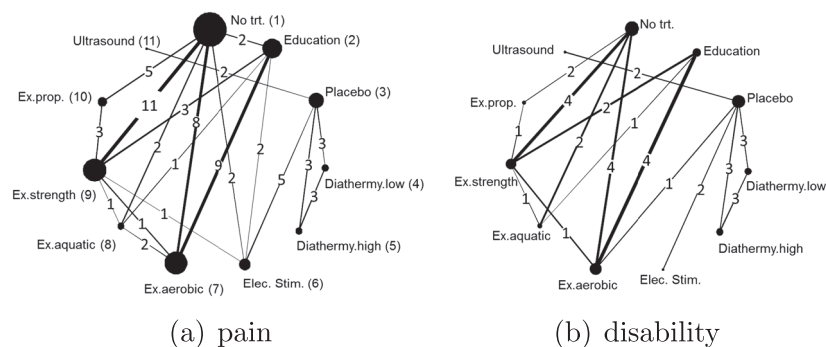 No trt. (1)
Ultrasound (11)
2
Education (2)
2
5
Placebo (3)
Ex.prop. (10)
11
3
8
3
2
9
5
3
3
1
2
2
Diathermy.low (4)
3
Ex.strength (9)
1
1
1
Ex.aquatic (8)
2
Diathermy.high (5)
Ex.aerobic (7)
Elec. Stim. (6)
(a) pain
No trt.
Ultrasound
Education
2
2
Ex.prop.
4
2
Placebo
1
2
1
4
4
3
3
Ex.strength
1
2
Diathermy.low
1
3
Ex.aquatic
1
Diathermy.high
Ex.aerobic
Elec. Stim.
(b) disability